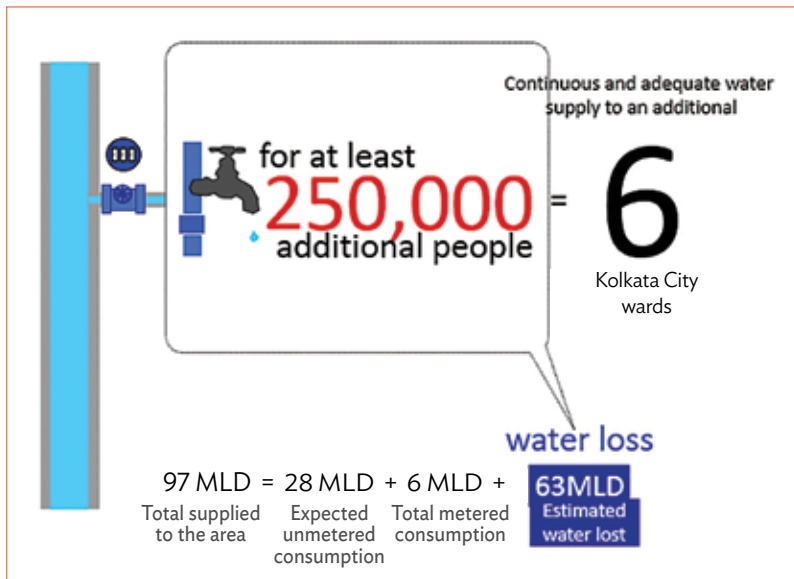 Continuous and adequate water
supply to an additional
for at least
250,000
additional people
=
6
Kolkata City
wards
water loss
97 MLD = 28 MLD + 6 MLD + 63MLD
Total supplied
to the area
Expected
unmetered
consumption
Total metered
consumption
Estimated
water lost